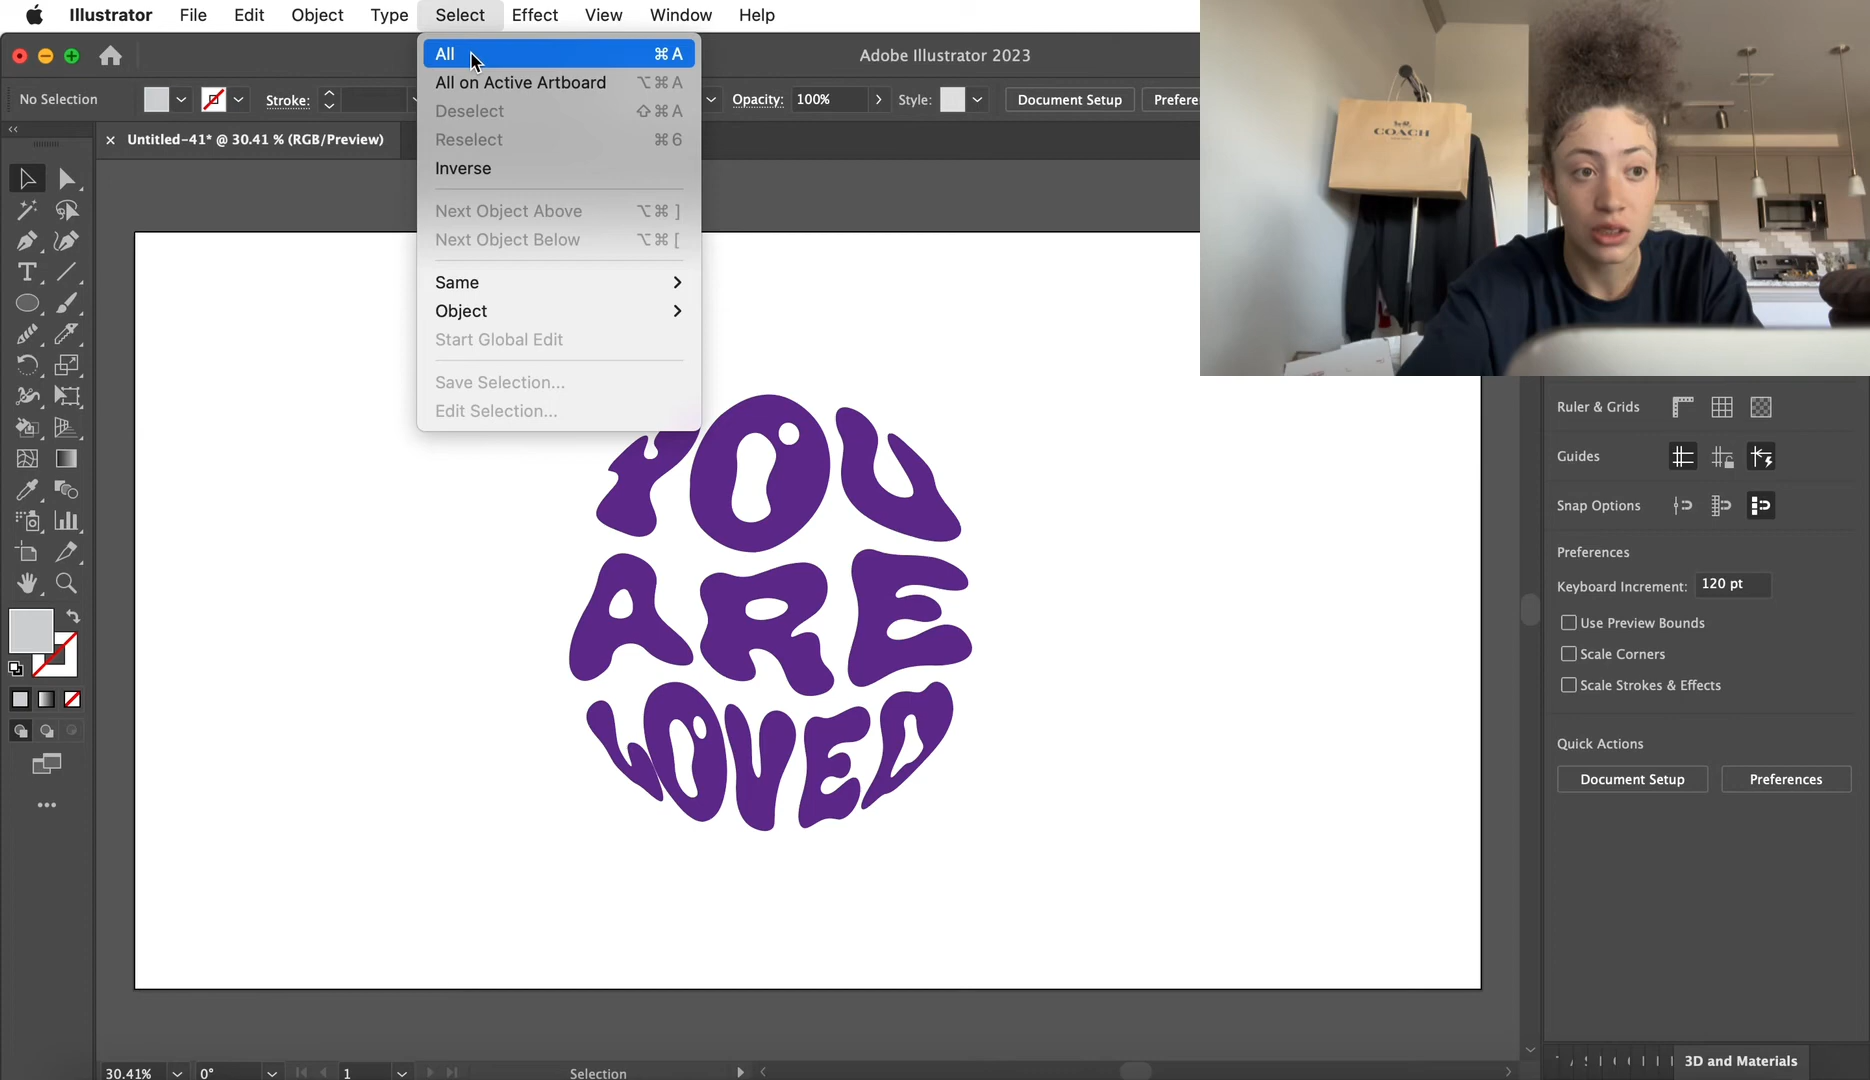 Illustrator File Edit Object Type Select Effect View Window Help
Adobe Illustrator 2023
No Selection Stroke: Opacity: 100% Style: Document Setup Prefere
Untitled-41* @ 30.41 % (RGB/Preview)
All ⌘A
All on Active Artboard ⌥⌘A
Deselect ⇧⌘A
Reselect ⌘6
Inverse
Next Object Above ⌥⌘]
Next Object Below ⌥⌘[
Same
Object
Start Global Edit
Save Selection...
Edit Selection...
COACH
YOU
ARE
LOVED
Ruler & Grids
Guides
Snap Options
Preferences
Keyboard Increment: 120 pt
Use Preview Bounds
Scale Corners
Scale Strokes & Effects
Quick Actions
Document Setup Preferences
3D and Materials
30.41% 0° 1 Selection